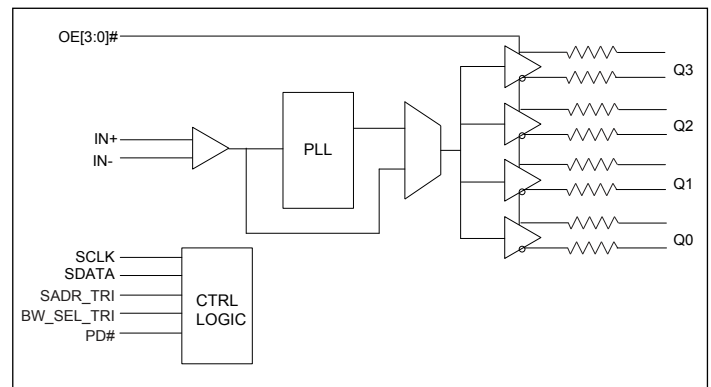 OE[3:0]#
Q3
Q2
IN+
IN-
PLL
Q1
Q0
SCLK
SDATA
SADR_TRI
BW_SEL_TRI
PD#
CTRL
LOGIC